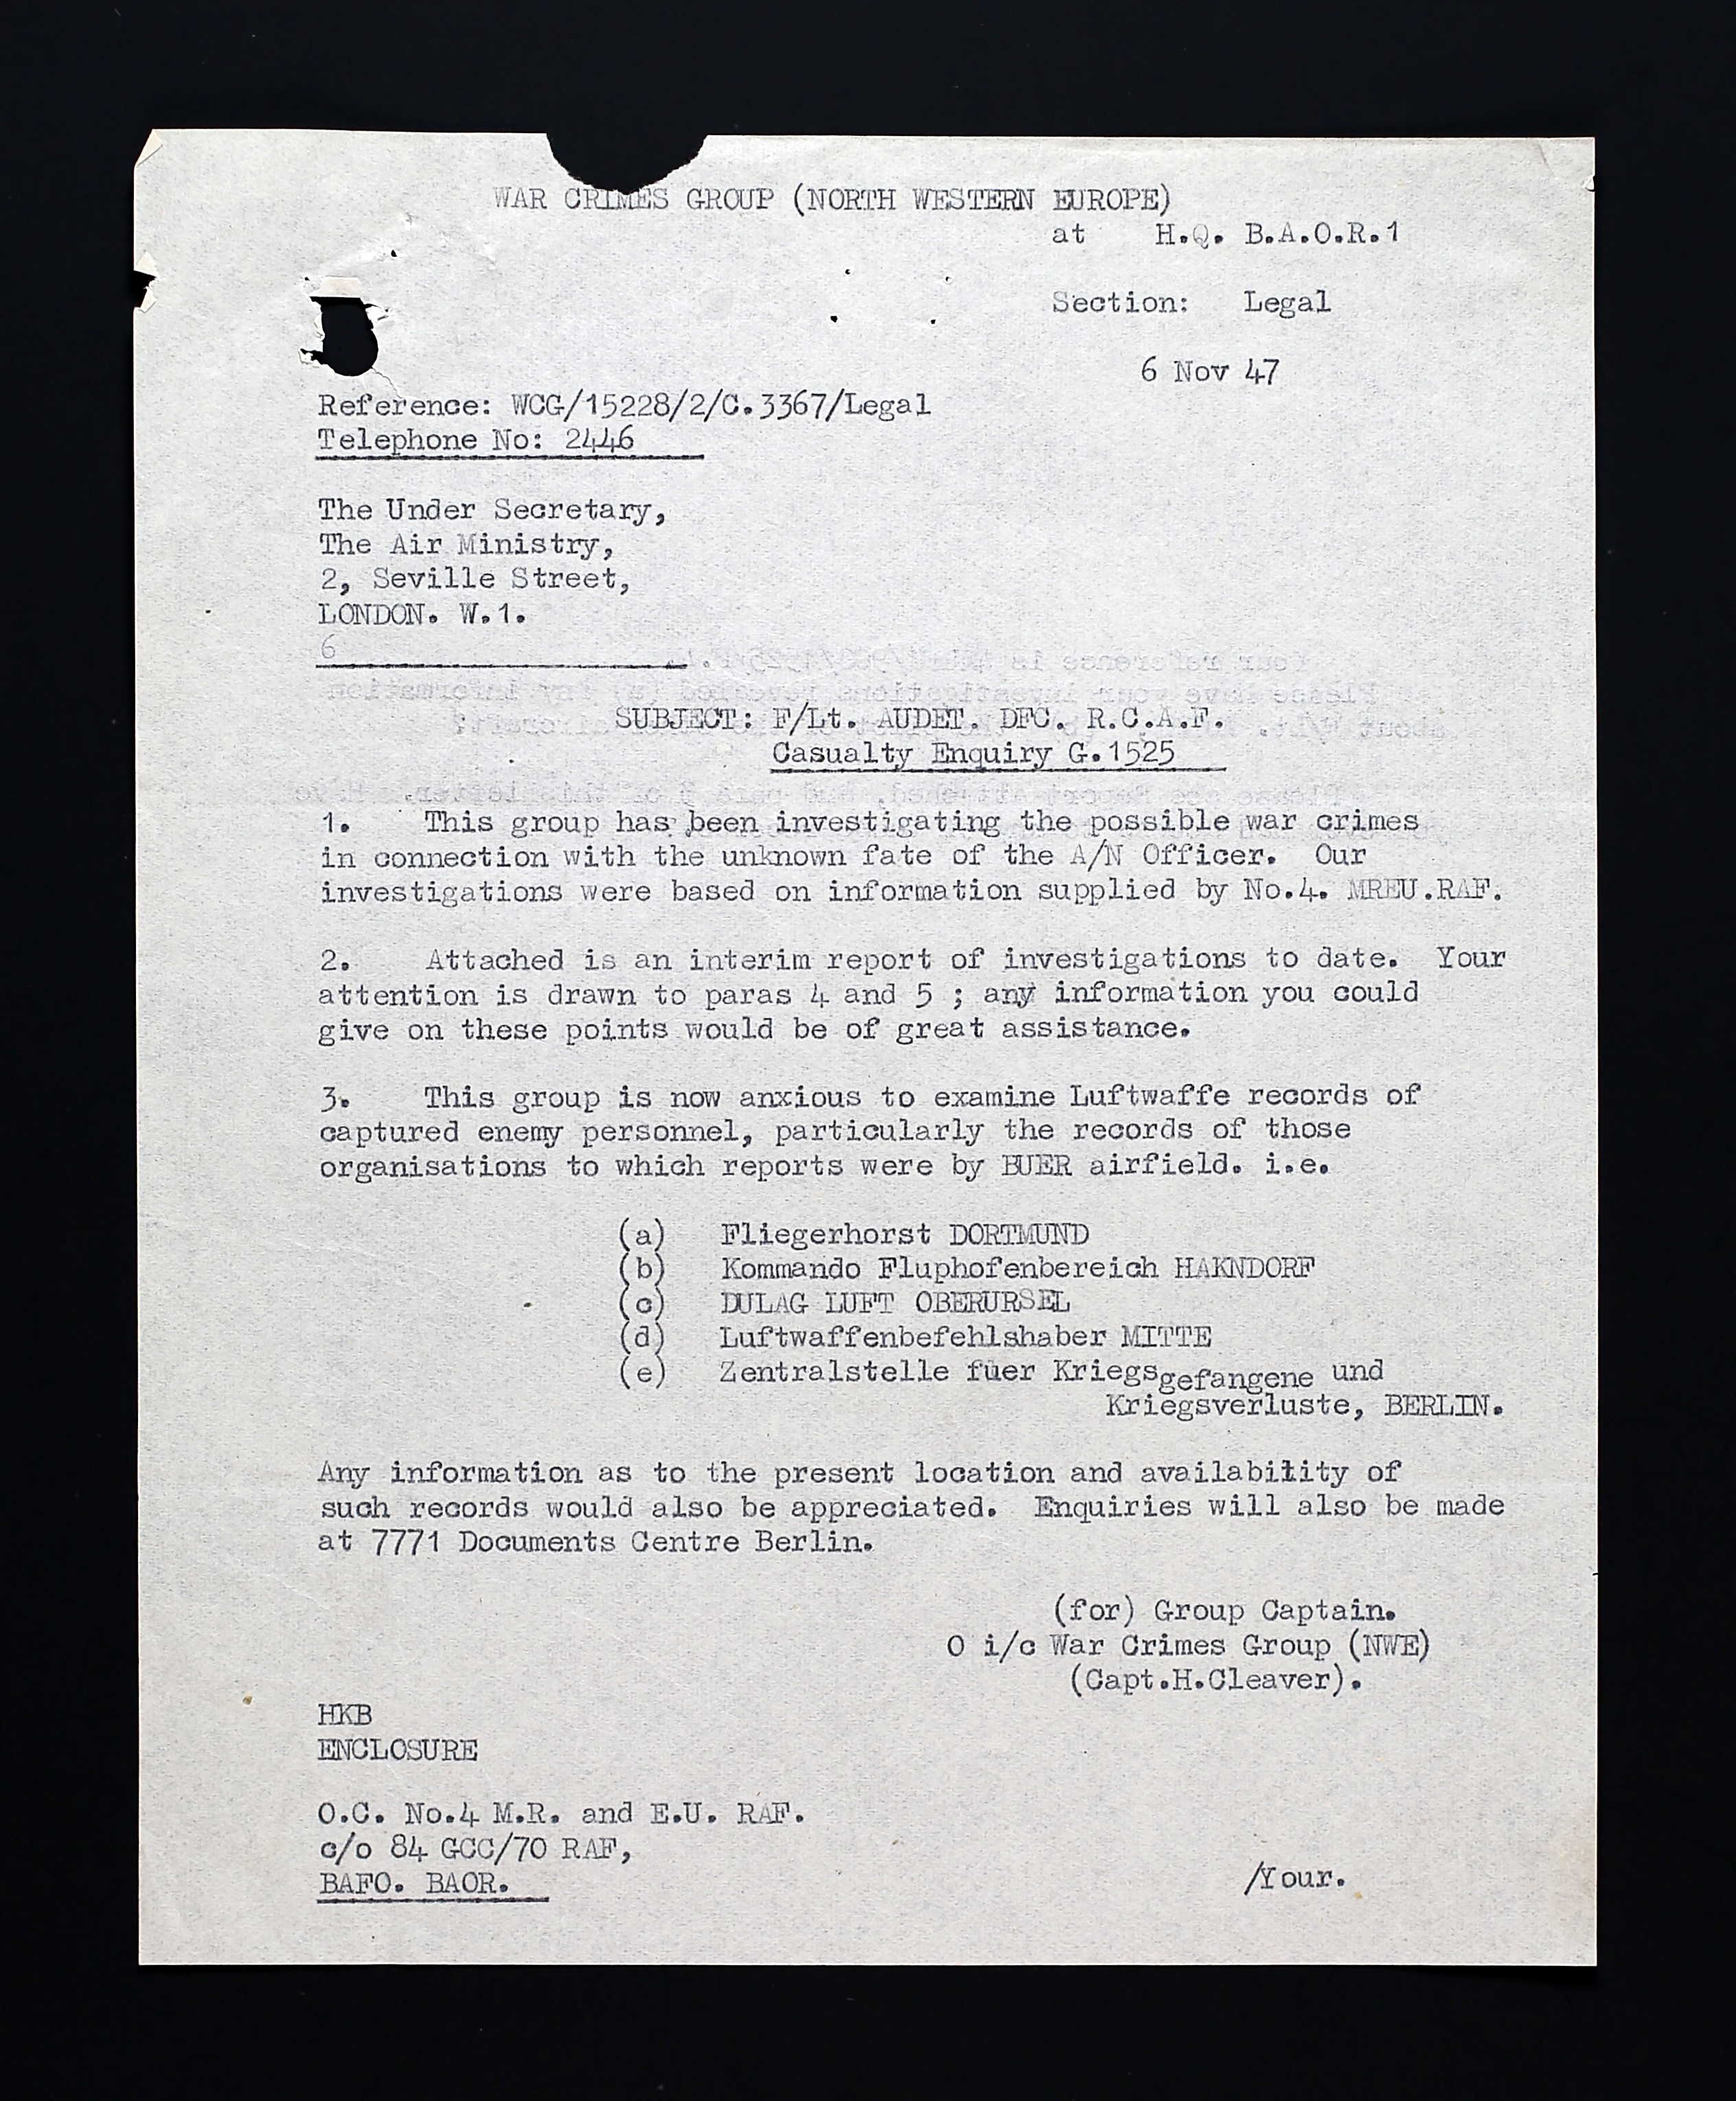 WAR CRIMES GROUP (NORTH WESTERN EUROPE)
at H.Q. B.A.O.R.1
Section: Legal
6 Nov 47
Reference: WCG/15228/2/C.3367/Legal
Telephone No: 2446
The Under Secretary,
The Air Ministry,
2, Seville Street,
LONDON. W.1.
6
SUBJECT: F/Lt. AUDET. DFC. R.C.A.F.
Casualty Enquiry G.1525
1. This group has been investigating the possible war crimes
in connection with the unknown fate of the A/N Officer. Our
investigations were based on information supplied by No.4. MREU.RAF.
2. Attached is an interim report of investigations to date. Your
attention is drawn to paras 4 and 5 ; any information you could
give on these points would be of great assistance.
3. This group is now anxious to examine Luftwaffe records of
captured enemy personnel, particularly the records of those
organisations to which reports were by BUER airfield. i.e.
(a) Fliegerhorst DORTMUND
(b) Kommando Fluphofenbereich HAKNDORF
(c) DULAG LUFT OBERURSEL
(d) Luftwaffenbefehlshaber MITTE
(e) Zentralstelle fuer Kriegsgefangene und
Kriegsverluste, BERLIN.
Any information as to the present location and availability of
such records would also be appreciated. Enquiries will also be made
at 7771 Documents Centre Berlin.
(for) Group Captain.
O i/c War Crimes Group (NWE)
(Capt.H.Cleaver).
HKB
ENCLOSURE
O.C. No.4 M.R. and E.U. RAF.
c/o 84 GCC/70 RAF,
BAFO. BAOR.
/Your.